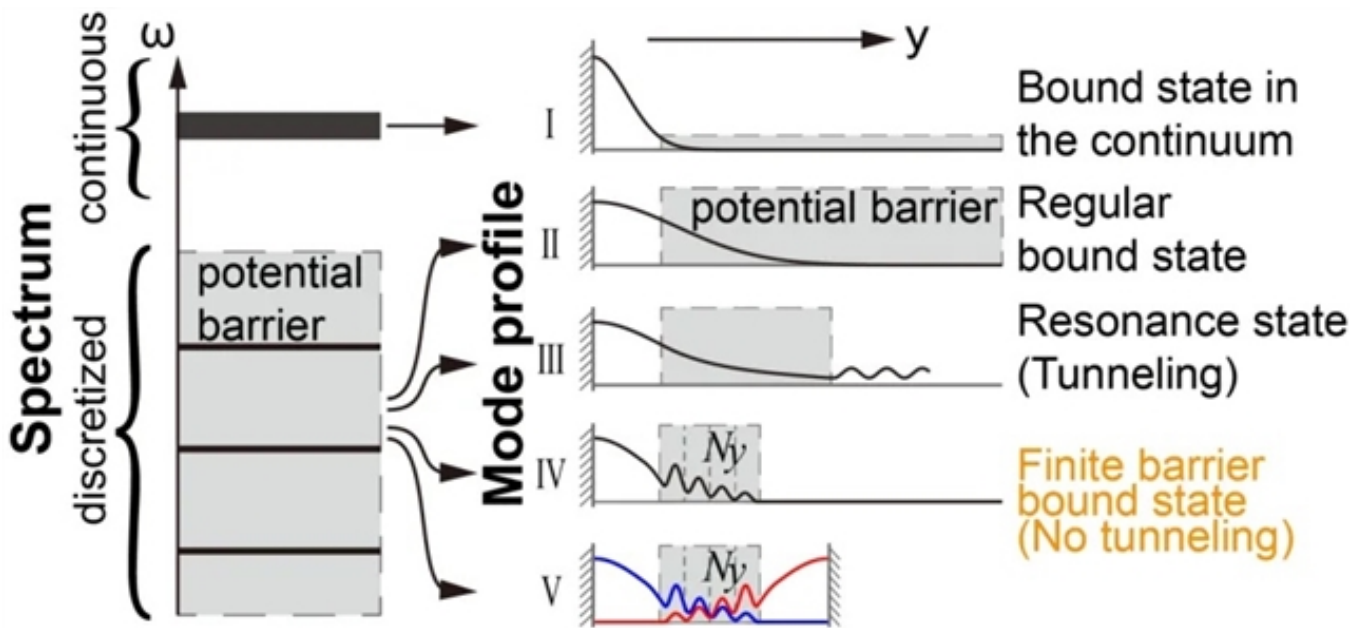 ω
y
Spectrum
continuous
discretized
potential
barrier
Mode profile
I
Bound state in
the continuum
II
potential barrier
Regular
bound state
III
Resonance state
(Tunneling)
IV
Ny
Finite barrier
bound state
(No tunneling)
V
Ny